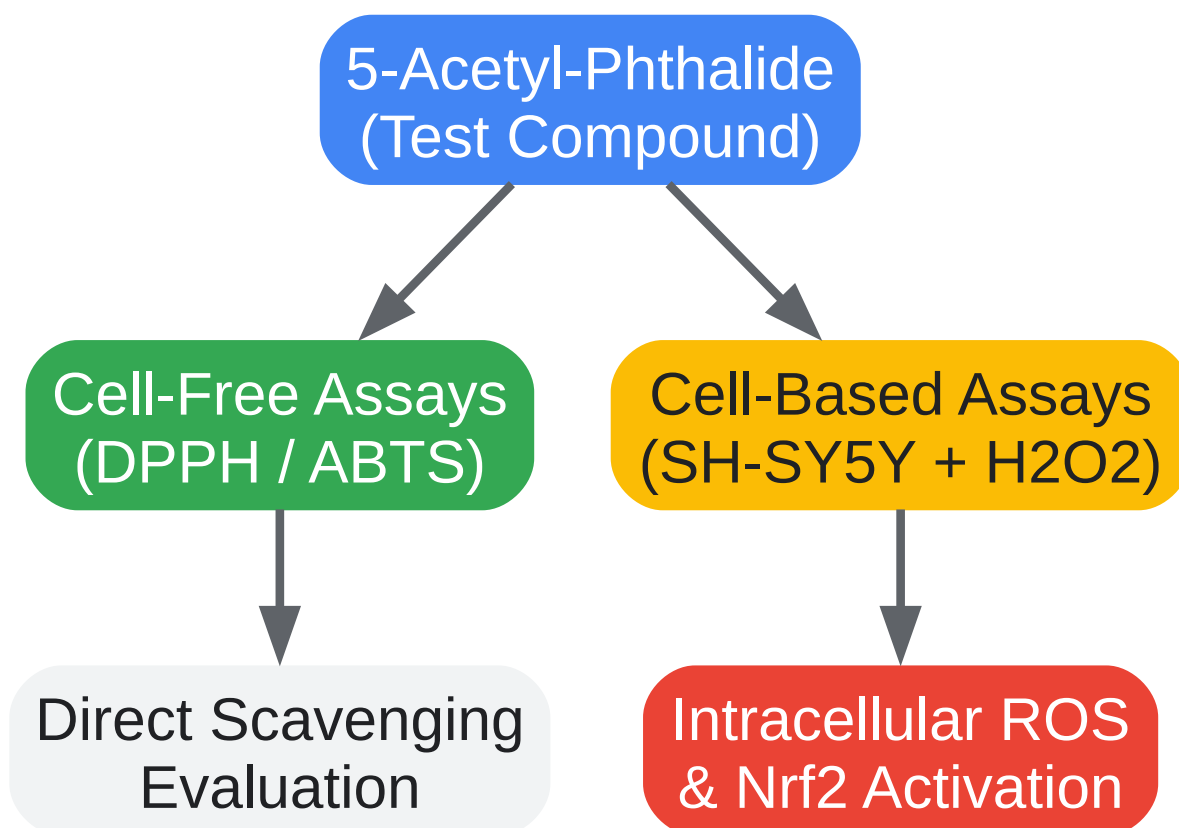 5-Acetyl-Phthalide
(Test Compound)
Cell-Free Assays
(DPPH / ABTS)
Cell-Based Assays
(SH-SY5Y + H2O2)
Direct Scavenging
Evaluation
Intracellular ROS
& Nrf2 Activation